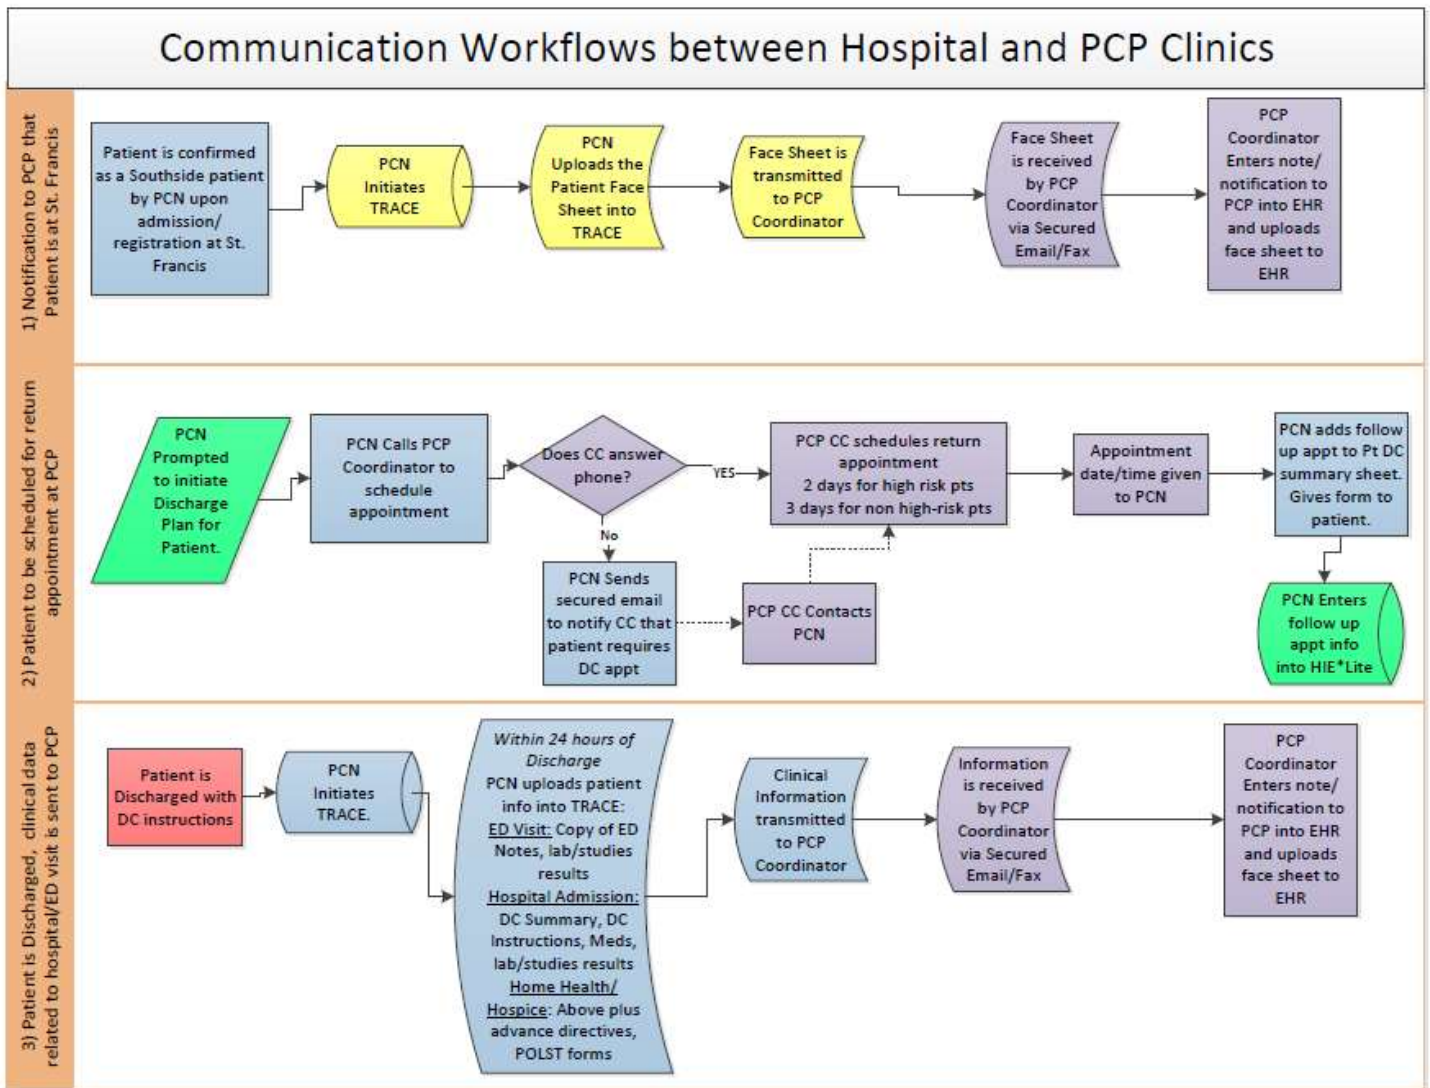 Communication Workflows between Hospital and PCP Clinics
1) Notification to PCP that
Patient is at St. Francis
Patient is confirmed
as a Southside patient
by PCN upon
admission/
registration at St.
Francis
PCN
Initiates
TRACE
PCN
Uploads the
Patient Face
Sheet into
TRACE
Face Sheet is
transmitted
to PCP
Coordinator
Face Sheet
is received
by PCP
Coordinator
via Secured
Email/Fax
PCP
Coordinator
Enters note/
notification to
PCP into EHR
and uploads
face sheet to
EHR
2) Patient to be scheduled for return
appointment at PCP
PCN
Prompted
to initiate
Discharge
Plan for
Patient.
PCN Calls PCP
Coordinator to
schedule
appointment
Does CC answer
phone?
YES
No
PCP CC schedules return
appointment
2 days for high risk pts
3 days for non high-risk pts
Appointment
date/time given
to PCN
PCN adds follow
up appt to Pt DC
summary sheet.
Gives form to
patient.
PCN Sends
secured email
to notify CC that
patient requires
DC appt
PCP CC Contacts
PCN
PCN Enters
follow up
appt info
into HIE*Lite
3) Patient is Discharged, clinical data
related to hospital/ED visit is sent to PCP
Patient is
Discharged with
DC instructions
PCN
Initiates
TRACE.
Within 24 hours of
Discharge
PCN uploads patient
info into TRACE:
ED Visit: Copy of ED
Notes, lab/studies
results
Hospital Admission:
DC Summary, DC
Instructions, Meds,
lab/studies results
Home Health/
Hospice: Above plus
advance directives,
POLST forms
Clinical
Information
transmitted
to PCP
Coordinator
Information
is received
by PCP
Coordinator
via Secured
Email/Fax
PCP
Coordinator
Enters note/
notification to
PCP into EHR
and uploads
face sheet to
EHR